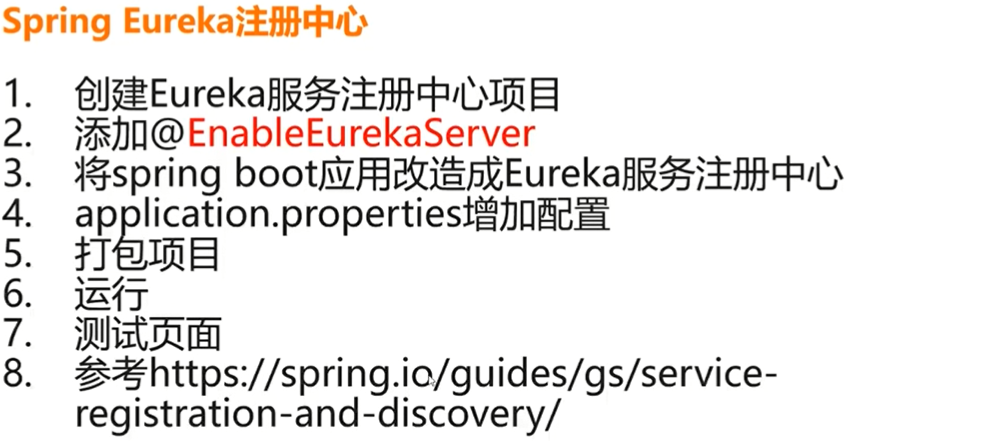 Spring Eureka注册中心
1. 创建Eureka服务注册中心项目
2. 添加@EnableEurekaServer
3. 将spring boot应用改造成Eureka服务注册中心
4. application.properties增加配置
5. 打包项目
6. 运行
7. 测试页面
8. 参考https://spring.io/guides/gs/service-
registration-and-discovery/